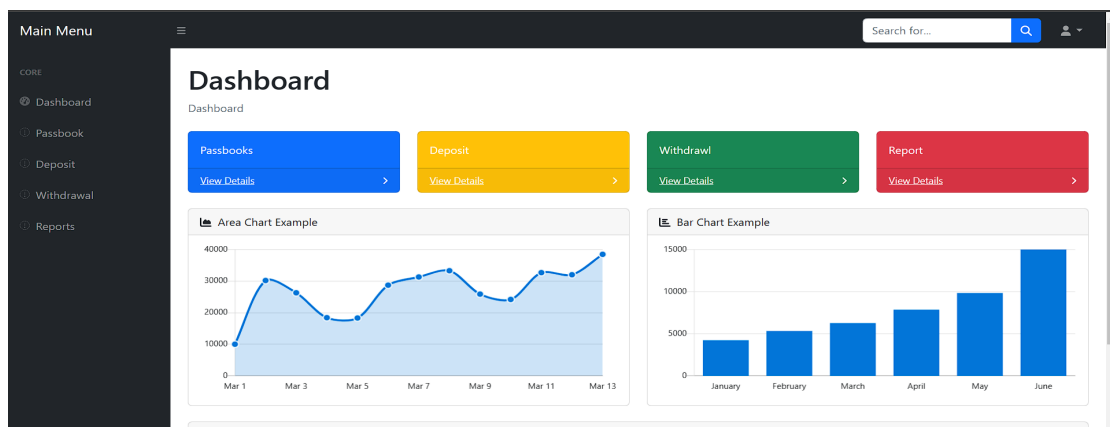 Main Menu
Search for...
CORE
Dashboard
Passbook
Deposit
Withdrawal
Reports
Dashboard
Dashboard
Passbooks
View Details
Deposit
View Details
Withdrawl
View Details
Report
View Details
Area Chart Example
40000
30000
20000
10000
0
Mar 1 Mar 3 Mar 5 Mar 7 Mar 9 Mar 11 Mar 13
Bar Chart Example
15000
10000
5000
0
January February March April May June